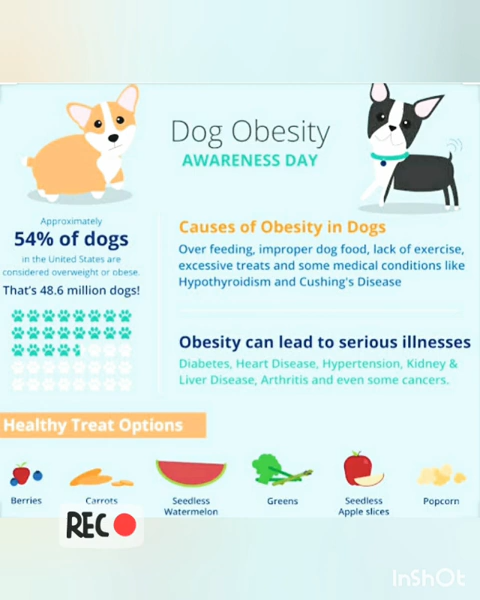 Dog Obesity
AWARENESS DAY
Approximately
54% of dogs
in the United States are
considered overweight or obese.
That's 48.6 million dogs!
Causes of Obesity in Dogs
Over feeding, improper dog food, lack of exercise,
excessive treats and some medical conditions like
Hypothyroidism and Cushing's Disease
Obesity can lead to serious illnesses
Diabetes, Heart Disease, Hypertension, Kidney &
Liver Disease, Arthritis and even some cancers.
Healthy Treat Options
Berries
Carrots
Seedless
Watermelon
Greens
Seedless
Apple slices
Popcorn
REC
InShOt